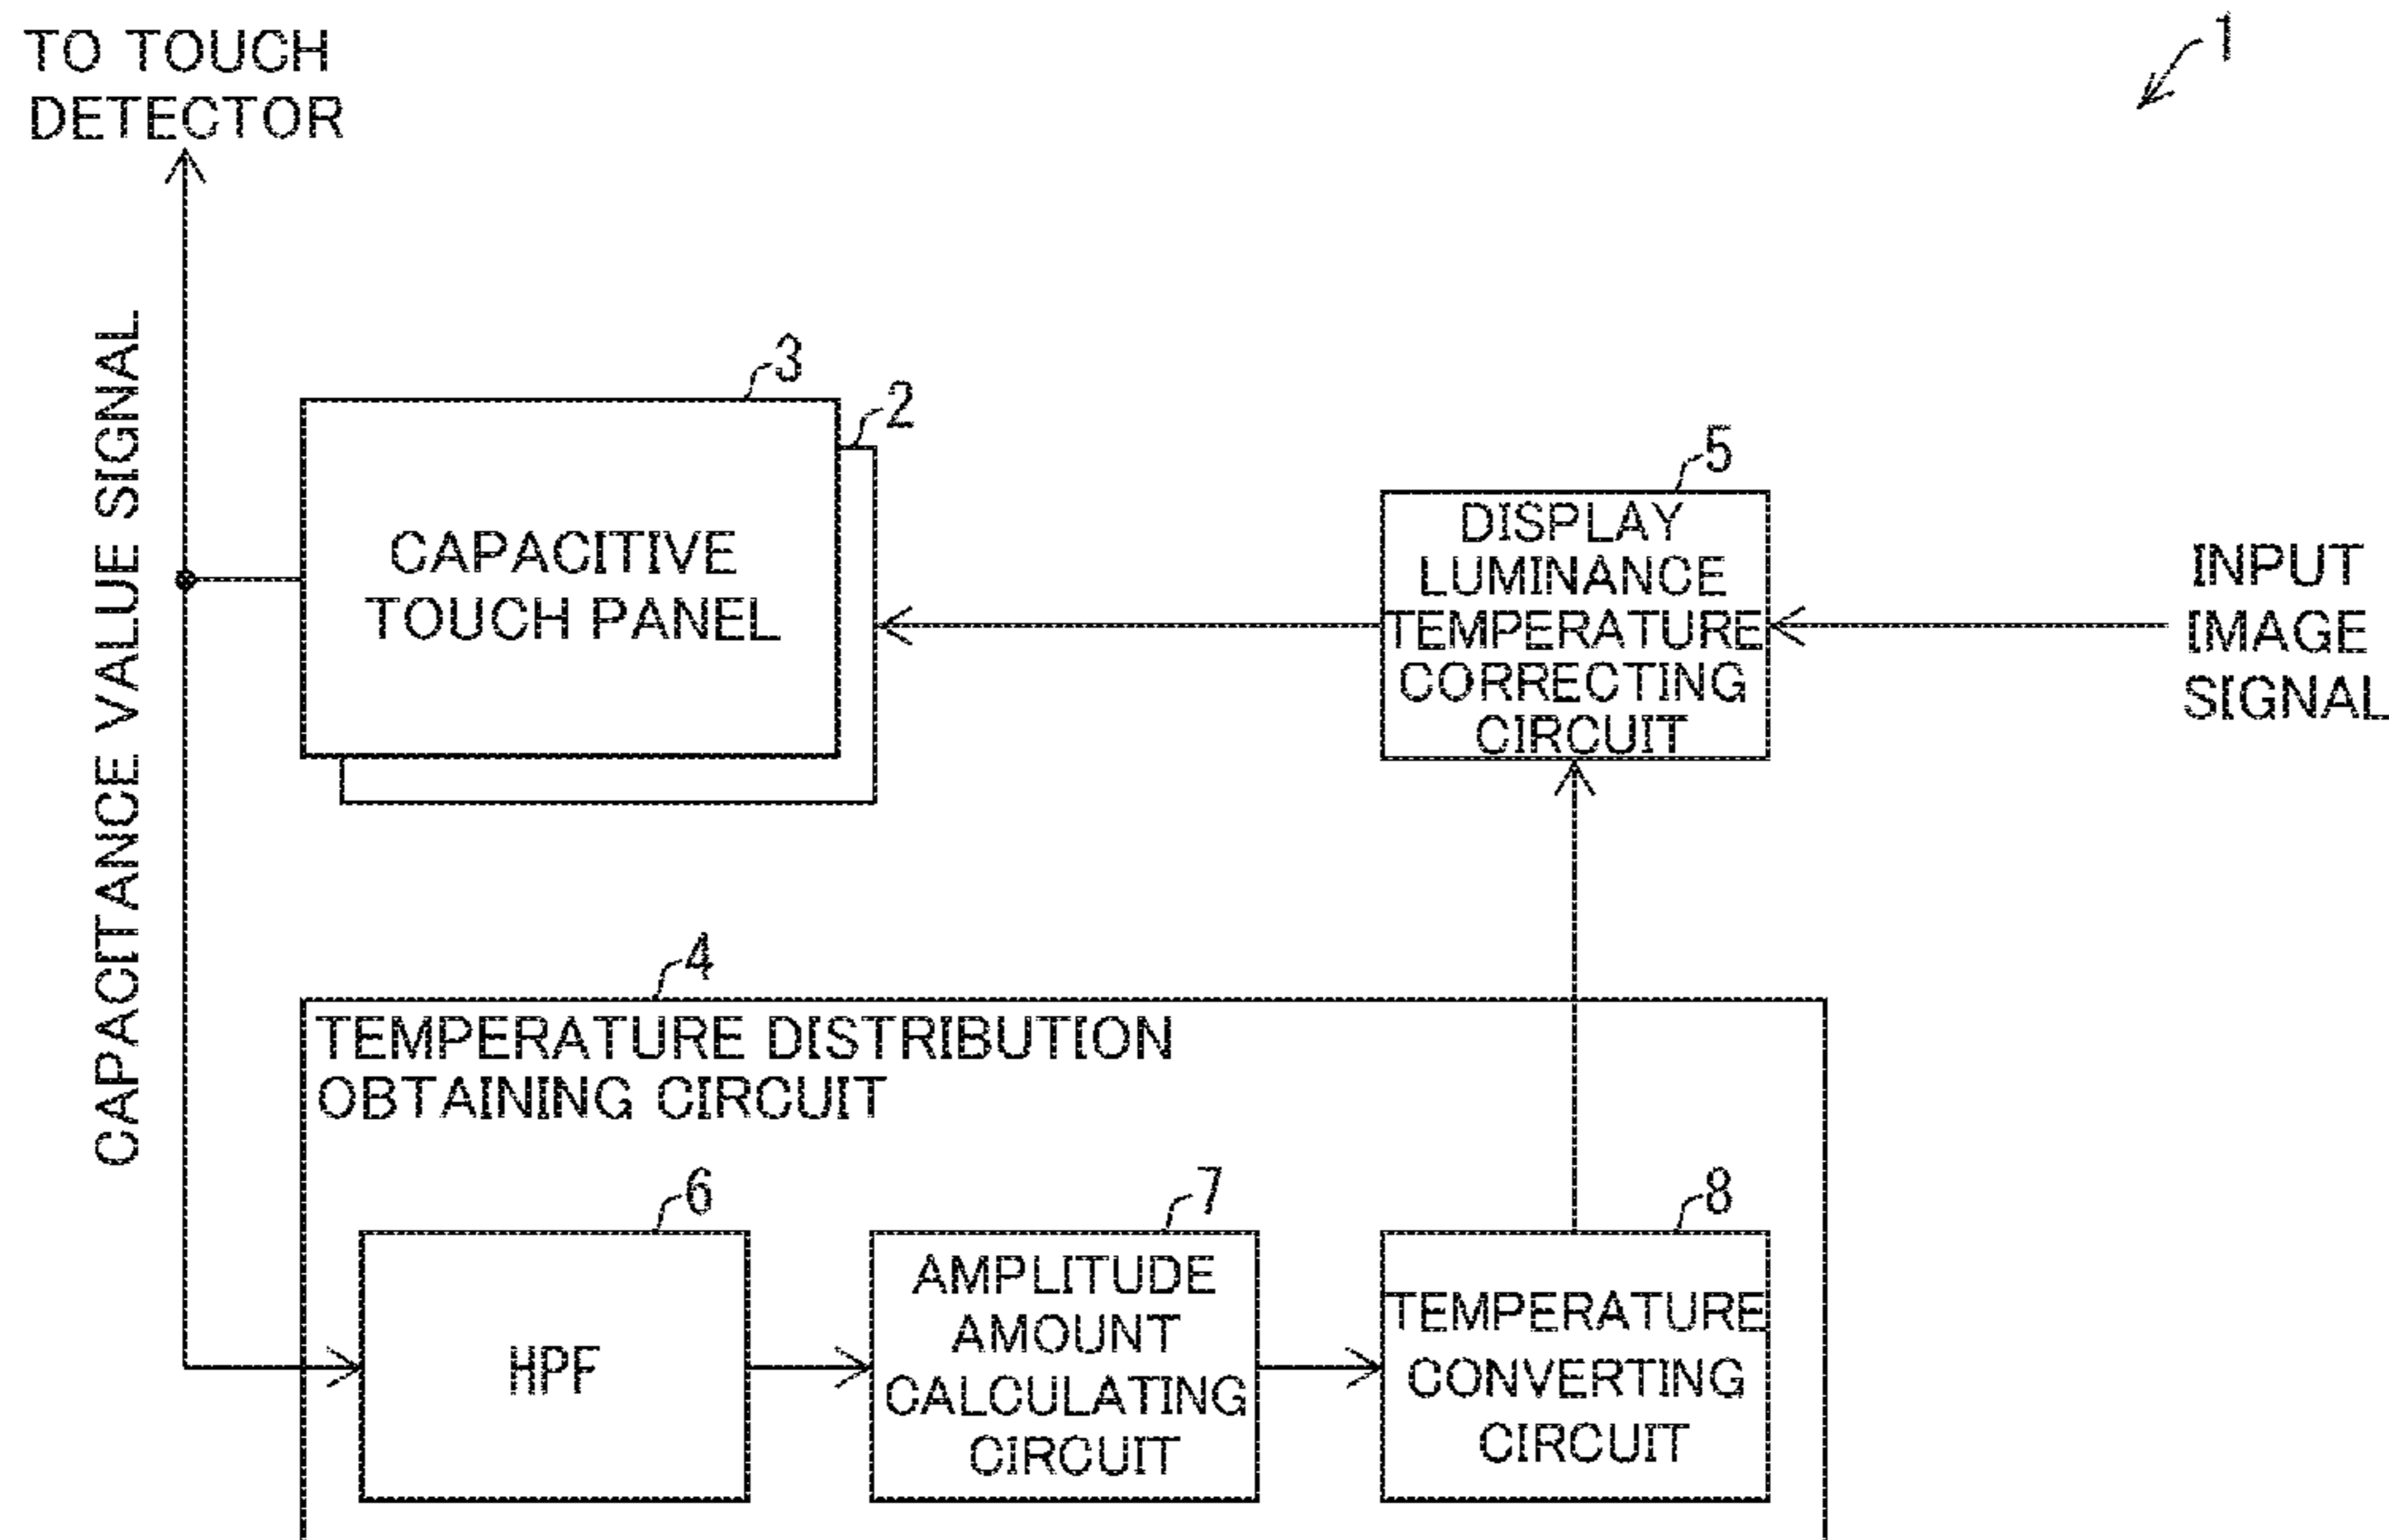 TO TOUCH
DETECTOR
1
CAPACITANCE VALUE SIGNAL
3
2
CAPACITIVE
TOUCH PANEL
5
DISPLAY
LUMINANCE
TEMPERATURE
CORRECTING
CIRCUIT
INPUT
IMAGE
SIGNAL
4
TEMPERATURE DISTRIBUTION
OBTAINING CIRCUIT
6
HPF
7
AMPLITUDE
AMOUNT
CALCULATING
CIRCUIT
8
TEMPERATURE
CONVERTING
CIRCUIT